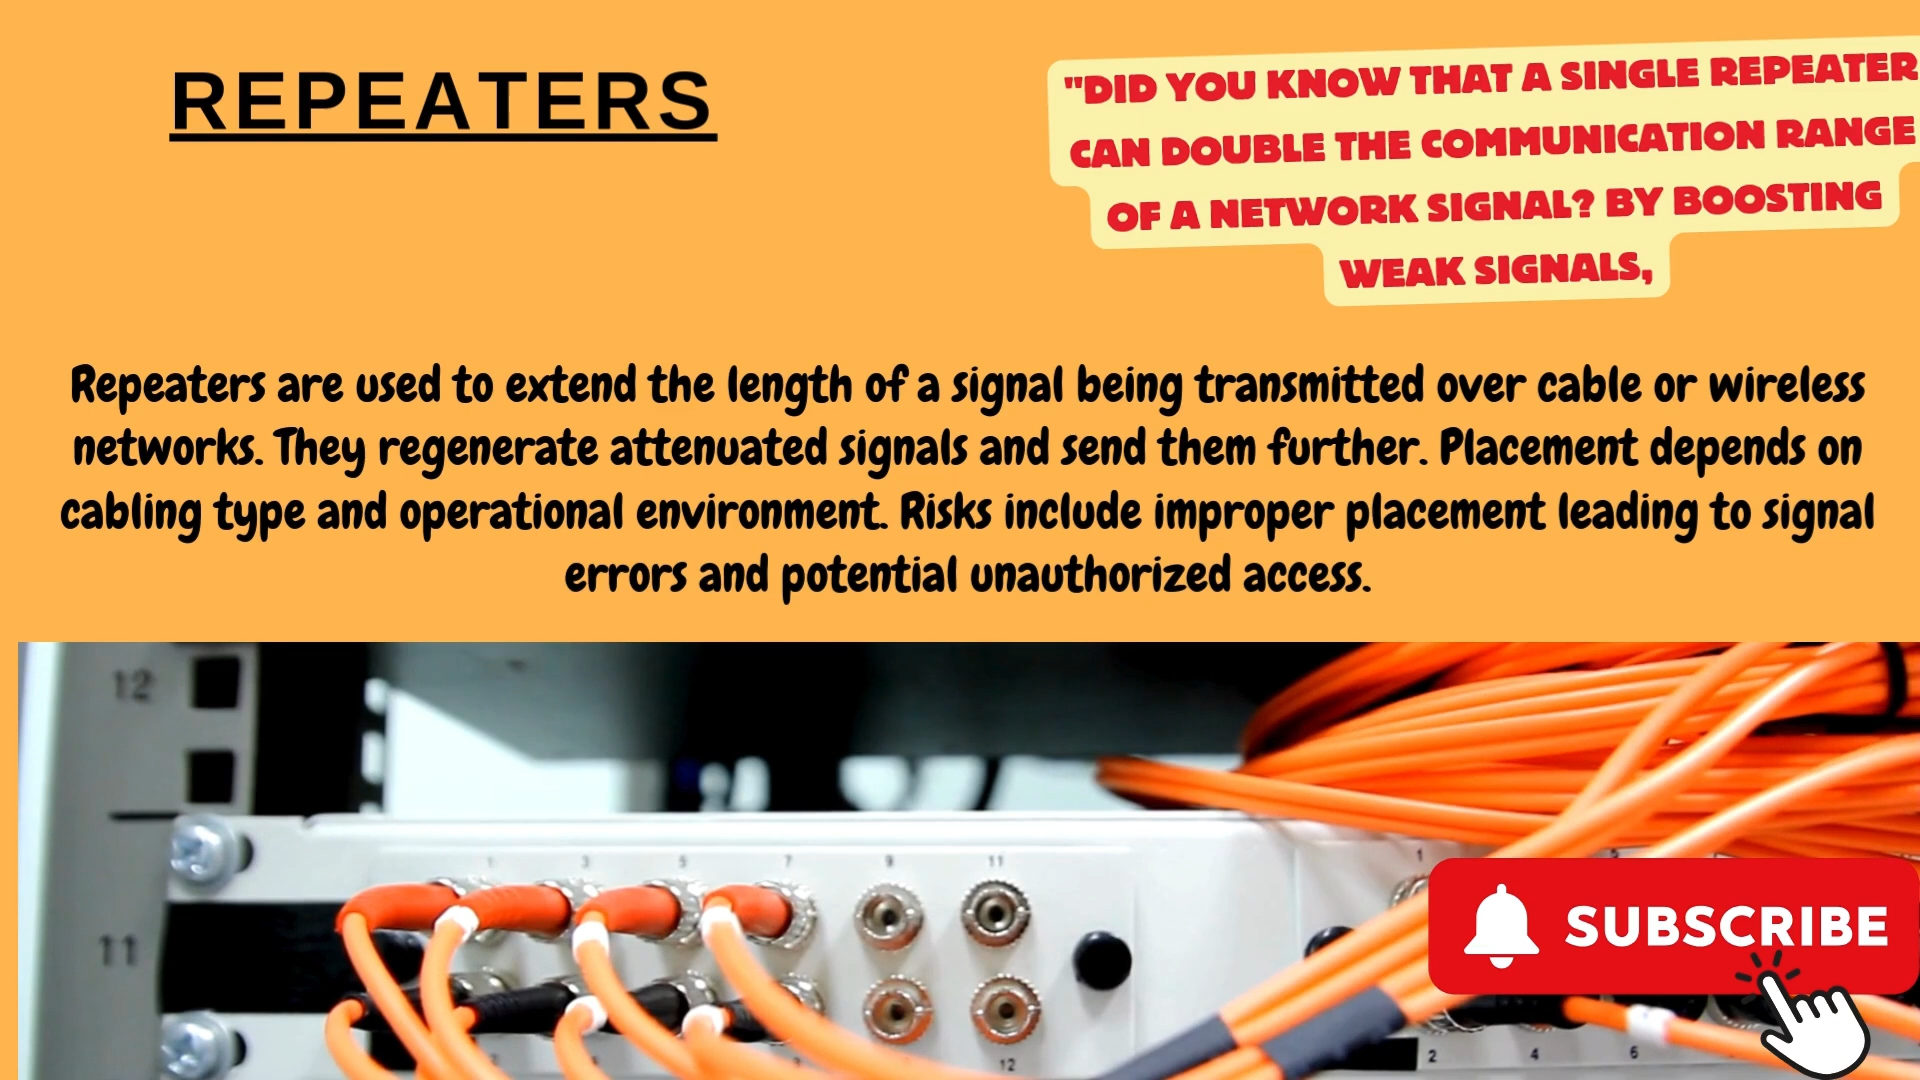 REPEATERS
"DID YOU KNOW THAT A SINGLE REPEATER
CAN DOUBLE THE COMMUNICATION RANGE
OF A NETWORK SIGNAL? BY BOOSTING
WEAK SIGNALS,
Repeaters are used to extend the length of a signal being transmitted over cable or wireless
networks. They regenerate attenuated signals and send them further. Placement depends on
cabling type and operational environment. Risks include improper placement leading to signal
errors and potential unauthorized access.
12
1 3 5 7 9 11 1
11
SUBSCRIBE
12 2 4 6